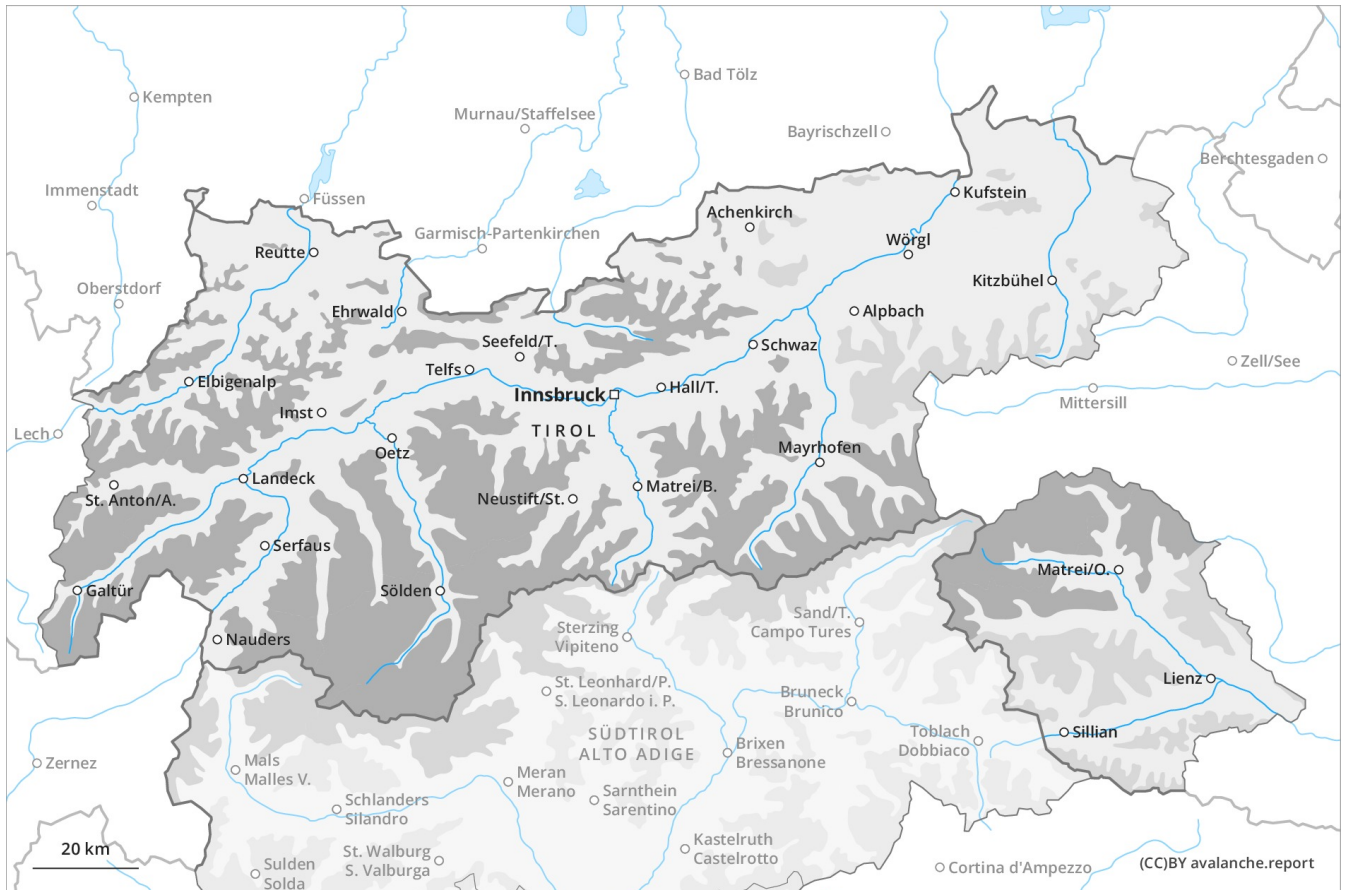 Bad Tölz
Kempten
Murnau/Staffelsee
Bayrischzell
Berchtesgaden
Immenstadt
Füssen
Kufstein
Achenkirch
Garmisch-Partenkirchen
Wörgl
Reutte
Kitzbühel
Oberstdorf
Ehrwald
Alpbach
Seefeld/T.
Schwaz
Zell/See
Telfs
Elbigenalp
Hall/T.
Innsbruck
Mittersill
Imst
Lech
TIROL
Oetz
Mayrhofen
Landeck
St. Anton/A.
Neustift/St.
Matrei/B.
Serfaus
Matrei/O.
Galtür
Sölden
Sand/T.
Campo Tures
Sterzing
Vipiteno
Nauders
Lienz
St. Leonhard/P.
S. Leonardo i. P.
Bruneck
Brunico
SÜDTIROL
ALTO ADIGE
Toblach
Dobbiaco
Sillian
Brixen
Bressanone
Zernez
Mals
Malles V.
Meran
Merano
Sarnthein
Sarentino
Schlanders
Silandro
Kastelruth
Castelrotto
20 km
St. Walburg
S. Valburga
Sulden
Solda
Cortina d'Ampezzo
(CC)BY avalanche.report